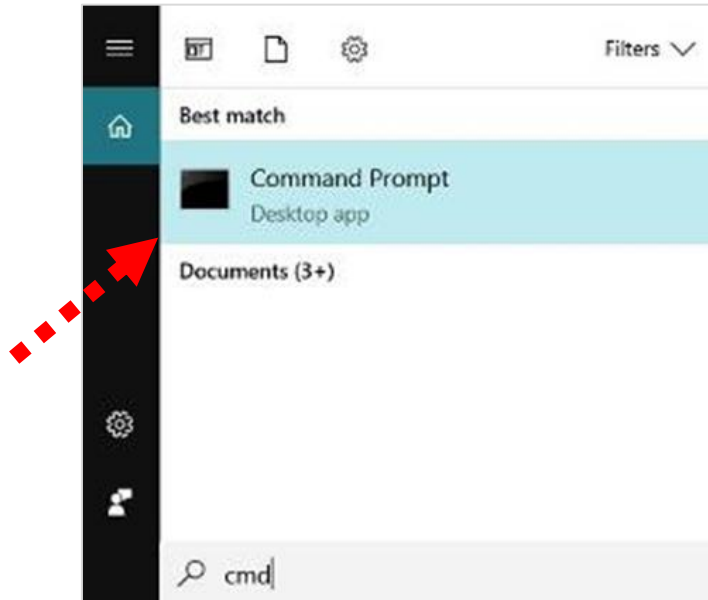 Filters
Best match
Command Prompt
Desktop app
Documents (3+)
cmd